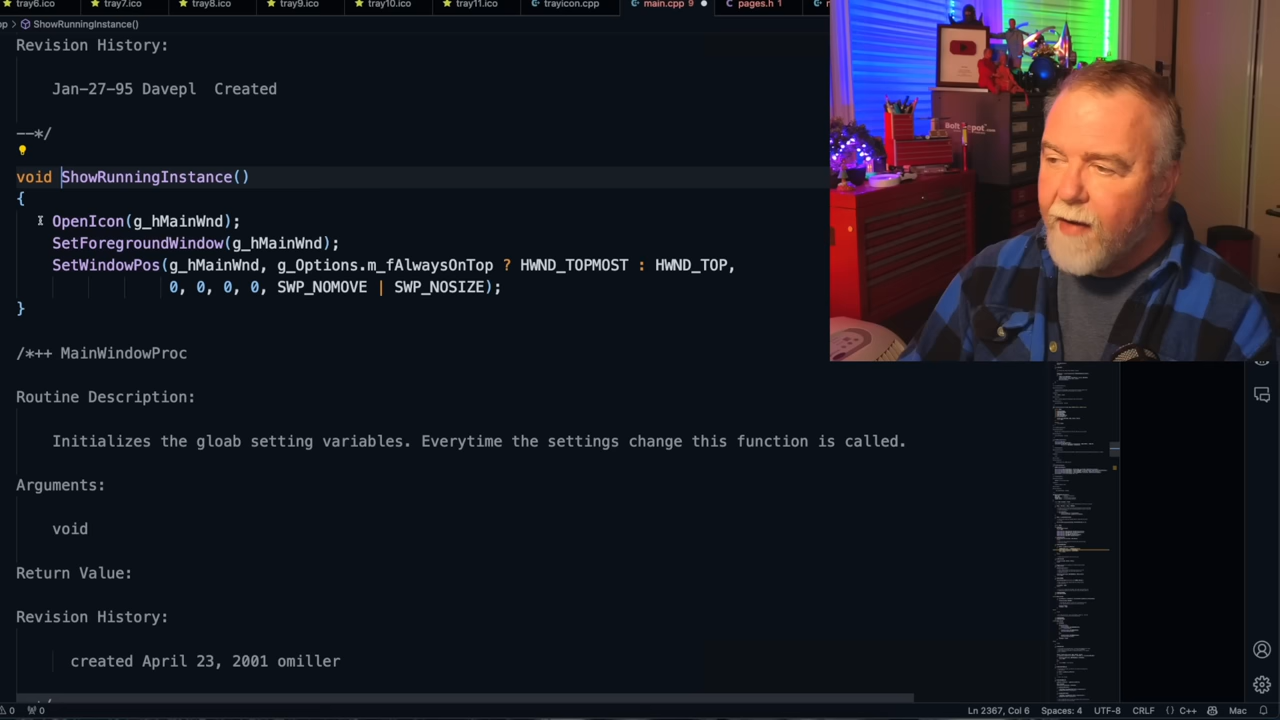 tray6.ico tray7.ico tray8.ico tray9.ico tray10.ico tray11.ico trayicon.cpp main.cpp 9 pages.h 1
ShowRunningInstance()
Revision History:
Jan-27-95 Davepl  Created
--*/
void ShowRunningInstance()
{
OpenIcon(g_hMainWnd);
SetForegroundWindow(g_hMainWnd);
SetWindowPos(g_hMainWnd, g_Options.m_fAlwaysOnTop ? HWND_TOPMOST : HWND_TOP,
0, 0, 0, 0, SWP_NOMOVE | SWP_NOSIZE);
}
/*++ MainWindowProc
Routine Description:
Initializes the gloab setting varioles. Everytime the settings change this function is called.
Arguments:
void
Return Value:
Revision History:
created April 23, 2001 omiller
0 0 Ln 2367, Col 6 Spaces: 4 UTF-8 CRLF {} C++ Mac